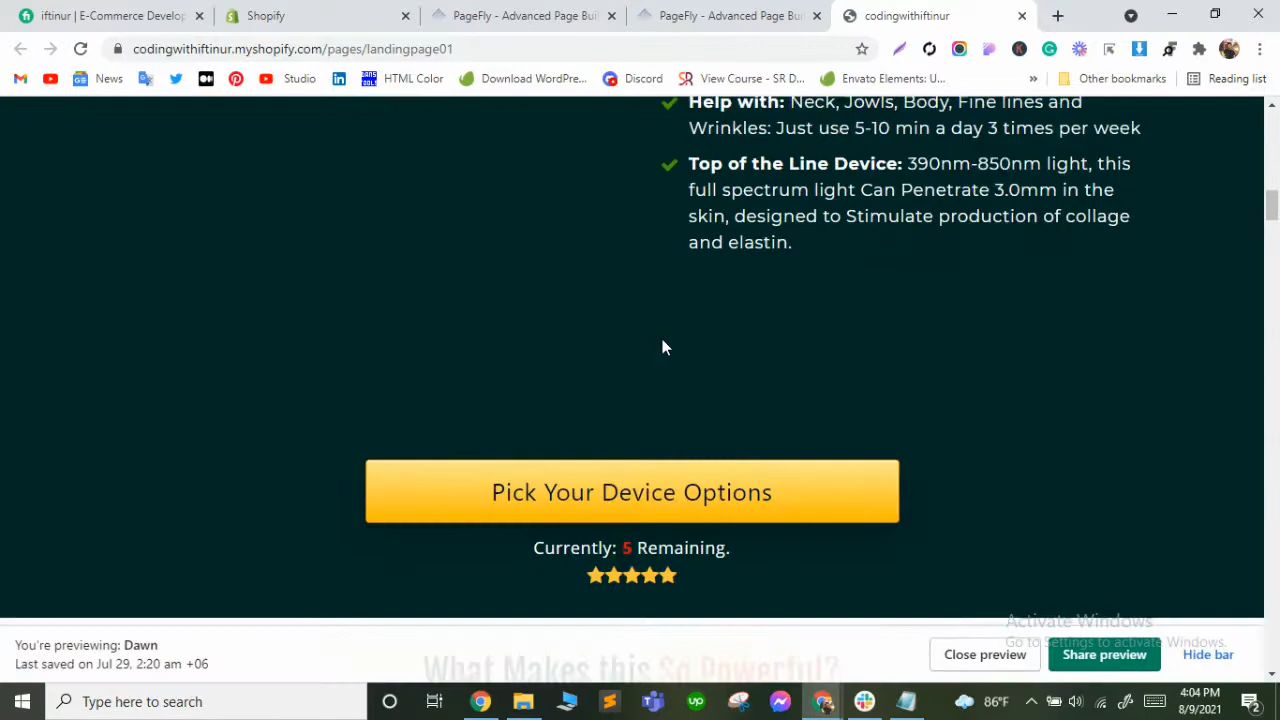 iftinur | E-Commerce Develop
Shopify
PageFly - Advanced Page Buil
PageFly - Advanced Page Bu
codingwithiftinur
codingwithiftinur.myshopify.com/pages/landingpage01
News
Studio
HTML Color
Download WordPre...
Discord
View Course - SR D...
Envato Elements: U...
Other bookmarks
Reading list
Help with: Neck, Jowls, Body, Fine lines and
Wrinkles: Just use 5-10 min a day 3 times per week
Top of the Line Device: 390nm-850nm light, this
full spectrum light Can Penetrate 3.0mm in the
skin, designed to Stimulate production of collage
and elastin.
Pick Your Device Options
Currently: 5 Remaining.
What makes this So Powerful?
Activate Windows
Go to Settings to activate Windows.
You're previewing: Dawn
Last saved on Jul 29, 2:20 am +06
Close preview
Share preview
Hide bar
Type here to search
86°F
4:04 PM
8/9/2021
2